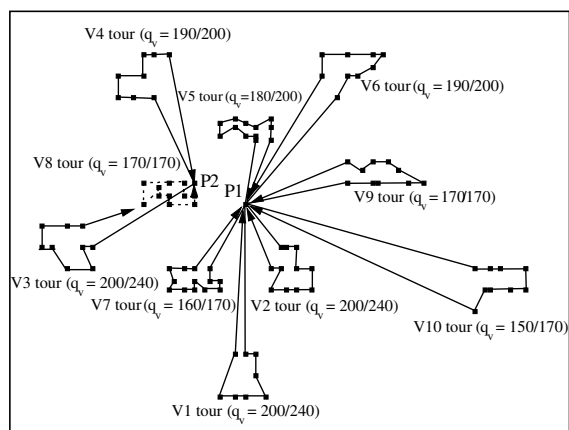 V4 tour (q_v = 190/200)
V5 tour (q_v=180/200)
V6 tour (q_v = 190/200)
V8 tour (q_v = 170/170)
P2
P1
V9 tour (q_v = 170/170)
V3 tour (q_v = 200/240)
V7 tour (q_v = 160/170)
V2 tour (q_v = 200/240)
V10 tour (q_v = 150/170)
V1 tour (q_v = 200/240)